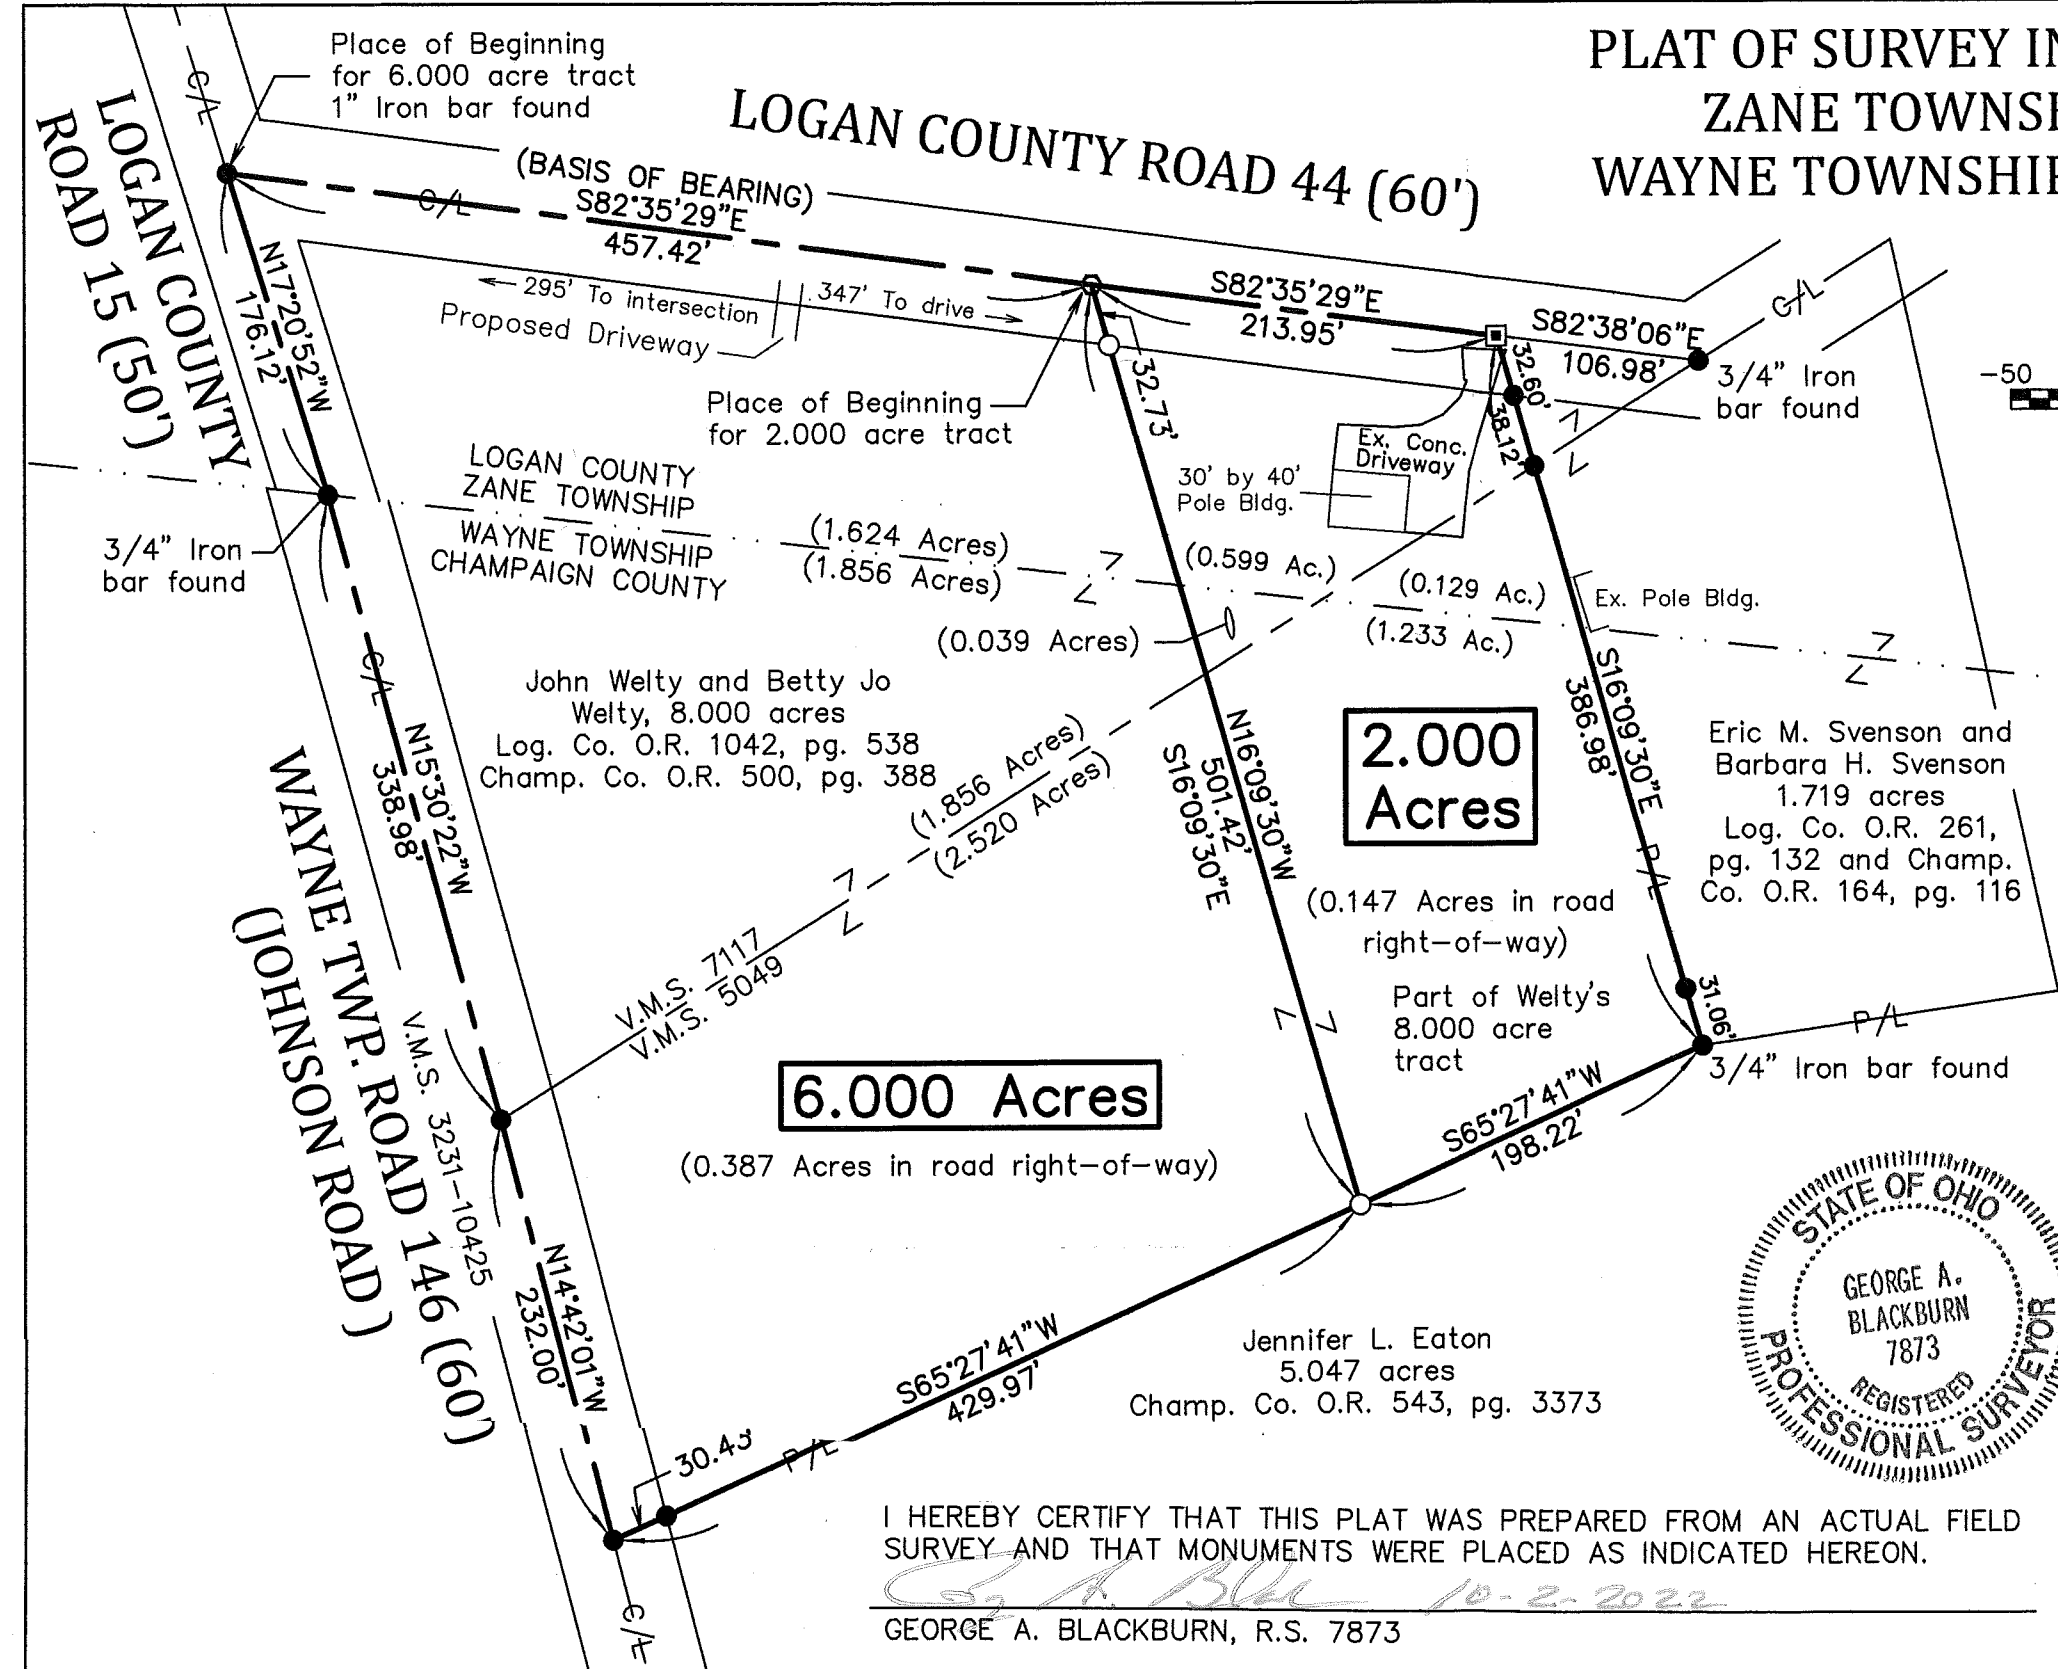 PLAT OF SURVEY IN
ZANE TOWNSH
WAYNE TOWNSHIP
Place of Beginning
for 6.000 acre tract
1" Iron bar found
C/L
LOGAN COUNTY
ROAD 15 (50')
LOGAN COUNTY ROAD 44 (60')
(BASIS OF BEARING)
C/L
S82°35'29"E
457.42'
295' To intersection
347' To drive
Proposed Driveway
S82°35'29"E
213.95'
S82°38'06"E
106.98'
C/L
3/4" Iron
bar found
-50
N17°20'52"W
176.12'
32.73'
32.60'
38.12'
Place of Beginning
for 2.000 acre tract
Ex. Conc.
Driveway
30' by 40'
Pole Bldg.
LOGAN COUNTY
ZANE TOWNSHIP
WAYNE TOWNSHIP
CHAMPAIGN COUNTY
(1.624 Acres)
(1.856 Acres)
(0.599 Ac.)
(0.129 Ac.)
(1.233 Ac.)
Ex. Pole Bldg.
3/4" Iron
bar found
(0.039 Acres)
C/L
N15°30'22"W
338.98'
John Welty and Betty Jo
Welty, 8.000 acres
Log. Co. O.R. 1042, pg. 538
Champ. Co. O.R. 500, pg. 388
(1.856 Acres)
(2.520 Acres)
N16°09'30"W
501.42'
S16°09'30"E
2.000
Acres
S16°09'30"E
386.98'
P/L
Eric M. Svenson and
Barbara H. Svenson
1.719 acres
Log. Co. O.R. 261,
pg. 132 and Champ.
Co. O.R. 164, pg. 116
(0.147 Acres in road
right-of-way)
Part of Welty's
8.000 acre
tract
31.06'
P/L
3/4" Iron bar found
WAYNE TWP. ROAD 146 (60')
(JOHNSON ROAD)
V.M.S. 3231-10425
V.M.S. 7117
V.M.S. 5049
6.000 Acres
(0.387 Acres in road right-of-way)
S65°27'41"W
198.22'
N14°42'01"W
232.00'
S65°27'41"W
429.97'
P/L
30.43'
C/L
Jennifer L. Eaton
5.047 acres
Champ. Co. O.R. 543, pg. 3373
STATE OF OHIO
GEORGE A.
BLACKBURN
7873
REGISTERED
PROFESSIONAL SURVEYOR
I HEREBY CERTIFY THAT THIS PLAT WAS PREPARED FROM AN ACTUAL FIELD
SURVEY AND THAT MONUMENTS WERE PLACED AS INDICATED HEREON.
10-2-2022
GEORGE A. BLACKBURN, R.S. 7873